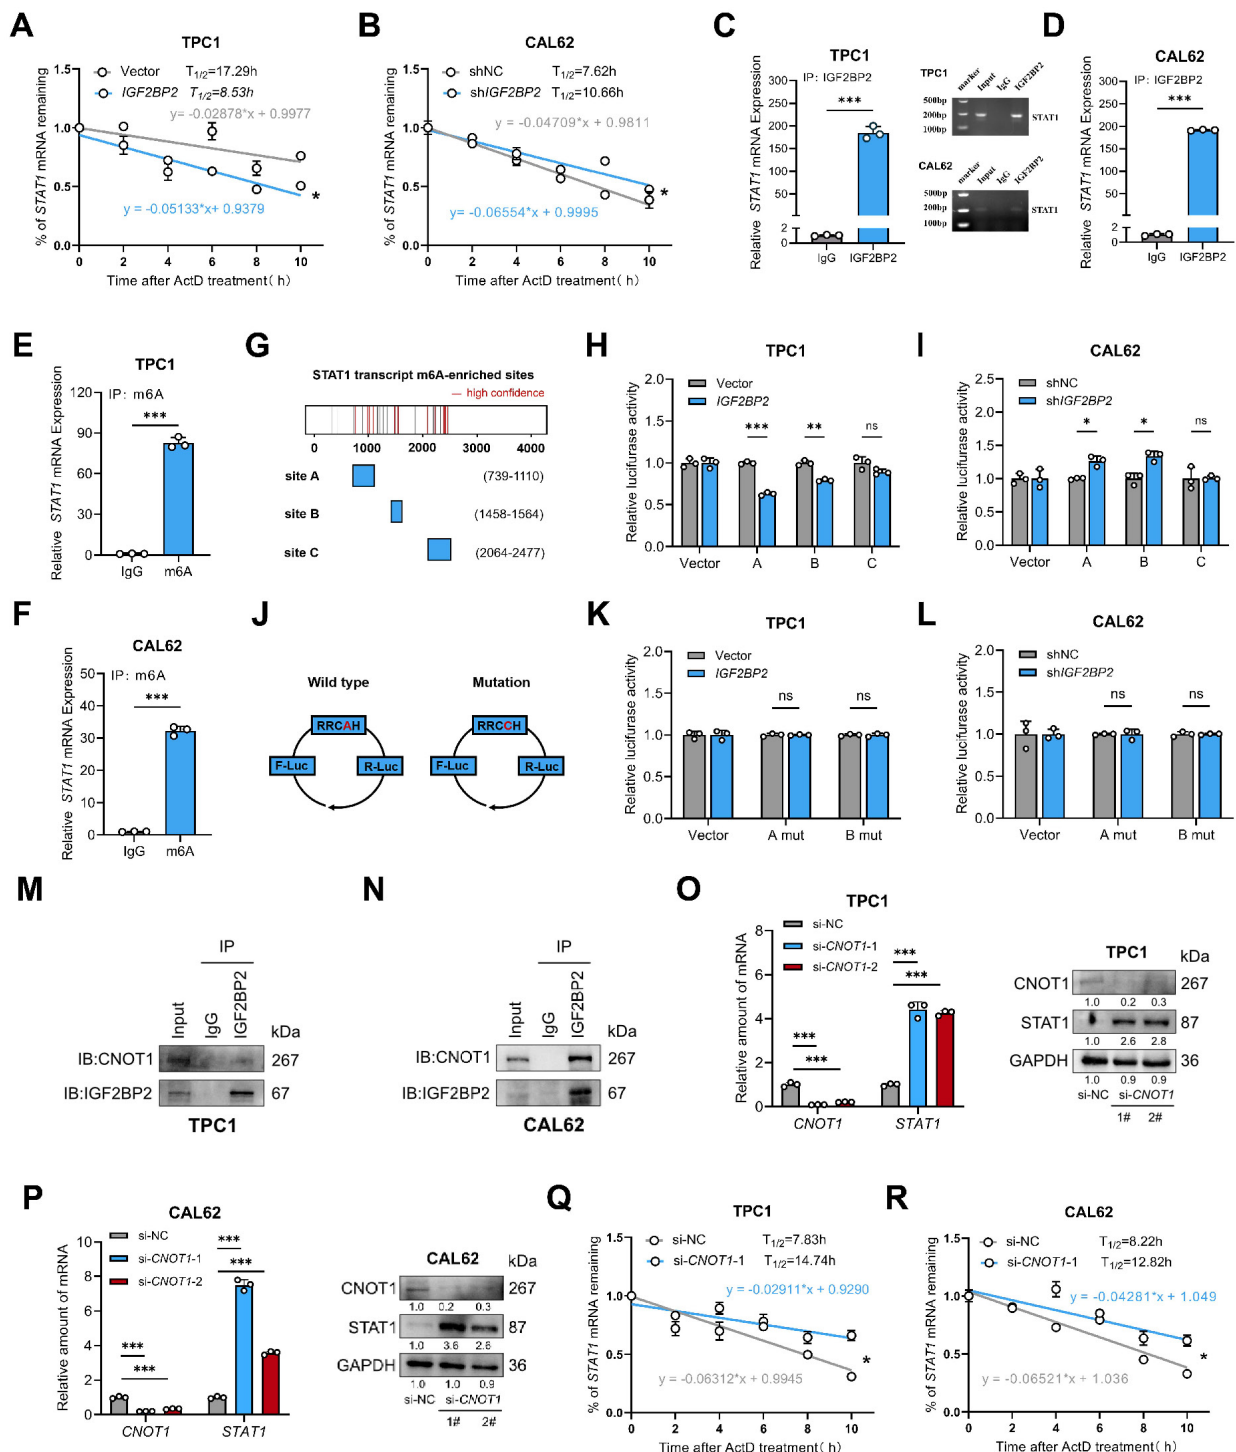 A
TPC1
Vector T1/2=17.29h
IGF2BP2 T1/2=8.53h
y= -0.02878*x + 0.9977
y = -0.05133*x+ 0.9379
*
% of STAT1 mRNA remaining
1.5
1.0
0.5
0.0
0 2 4 6 8 10
Time after ActD treatment( h)
B
CAL62
shNC T1/2=7.62h
shIGF2BP2 T1/2=10.66h
y = -0.04709*x + 0.9811
y= -0.06554*x + 0.9995
*
% of STAT1 mRNA remaining
1.5
1.0
0.5
0.0
0 2 4 6 8 10
Time after ActD treatment( h)
C
TPC1
IP: IGF2BP2
***
Relative STAT1 mRNA Expression
300
250
200
150
100
50
2
0
IgG IGF2BP2
TPC1
marker Input IgG IGF2BP2
500bp
200bp
100bp
STAT1
CAL62
marker Input IgG IGF2BP2
500bp
200bp
100bp
STAT1
D
CAL62
IP: IGF2BP2
***
Relative STAT1 mRNA Expression
300
250
200
150
100
50
2
0
IgG IGF2BP2
E
TPC1
IP: m6A
***
Relative STAT1 mRNA Expression
120
90
60
30
0
IgG m6A
G
STAT1 transcript m6A-enriched sites
high confidence
0 1000 2000 3000 4000
site A (739-1110)
site B (1458-1564)
site C (2064-2477)
H
TPC1
Vector
IGF2BP2
*** ** ns
Relative luciferase activity
2.0
1.5
1.0
0.5
0.0
Vector A B C
I
CAL62
shNC
shIGF2BP2
* * ns
Relative luciferase activity
2.5
2.0
1.5
1.0
0.5
0.0
Vector A B C
F
CAL62
IP: m6A
***
Relative STAT1 mRNA Expression
50
40
30
20
10
0
IgG m6A
J
Wild type Mutation
RRCAH RRCCH
F-Luc R-Luc F-Luc R-Luc
K
TPC1
Vector
IGF2BP2
ns ns
Relative lucifurase activity
2.0
1.5
1.0
0.5
0.0
Vector A mut B mut
L
CAL62
shNC
shIGF2BP2
ns ns
Relative lucifurase activity
2.0
1.5
1.0
0.5
0.0
Vector A mut B mut
M
IP
Input IgG IGF2BP2 kDa
IB:CNOT1 267
IB:IGF2BP2 67
TPC1
N
IP
Input IgG IGF2BP2 kDa
IB:CNOT1 267
IB:IGF2BP2 67
CAL62
O
TPC1
si-NC
si-CNOT1-1
si-CNOT1-2
***
***
***
***
Relative amount of mRNA
8
6
4
2
0
CNOT1 STAT1
TPC1 kDa
CNOT1 267
1.0 0.2 0.3
STAT1 87
1.0 2.6 2.8
GAPDH 36
1.0 0.9 0.9
si-NC si-CNOT1
1# 2#
P
CAL62
si-NC
si-CNOT1-1
si-CNOT1-2
***
***
***
***
Relative amount of mRNA
10
8
6
4
2
0
CNOT1 STAT1
CAL62 kDa
CNOT1 267
1.0 0.2 0.3
STAT1 87
1.0 3.6 2.8
GAPDH 36
1.0 1.0 0.9
si-NC si-CNOT1
1# 2#
Q
TPC1
si-NC T1/2=7.83h
si-CNOT1-1 T1/2=14.74h
y = -0.02911*x + 0.9290
y = -0.06312*x + 0.9945
*
% of STAT1 mRNA remaining
1.5
1.0
0.5
0.0
0 2 4 6 8 10
Time after ActD treatment( h)
R
CAL62
si-NC T1/2=8.22h
si-CNOT1-1 T1/2=12.82h
y = -0.04281*x + 1.049
y = -0.06521*x + 1.036
*
% of STAT1 mRNA remaining
1.5
1.0
0.5
0.0
0 2 4 6 8 10
Time after ActD treatment( h)